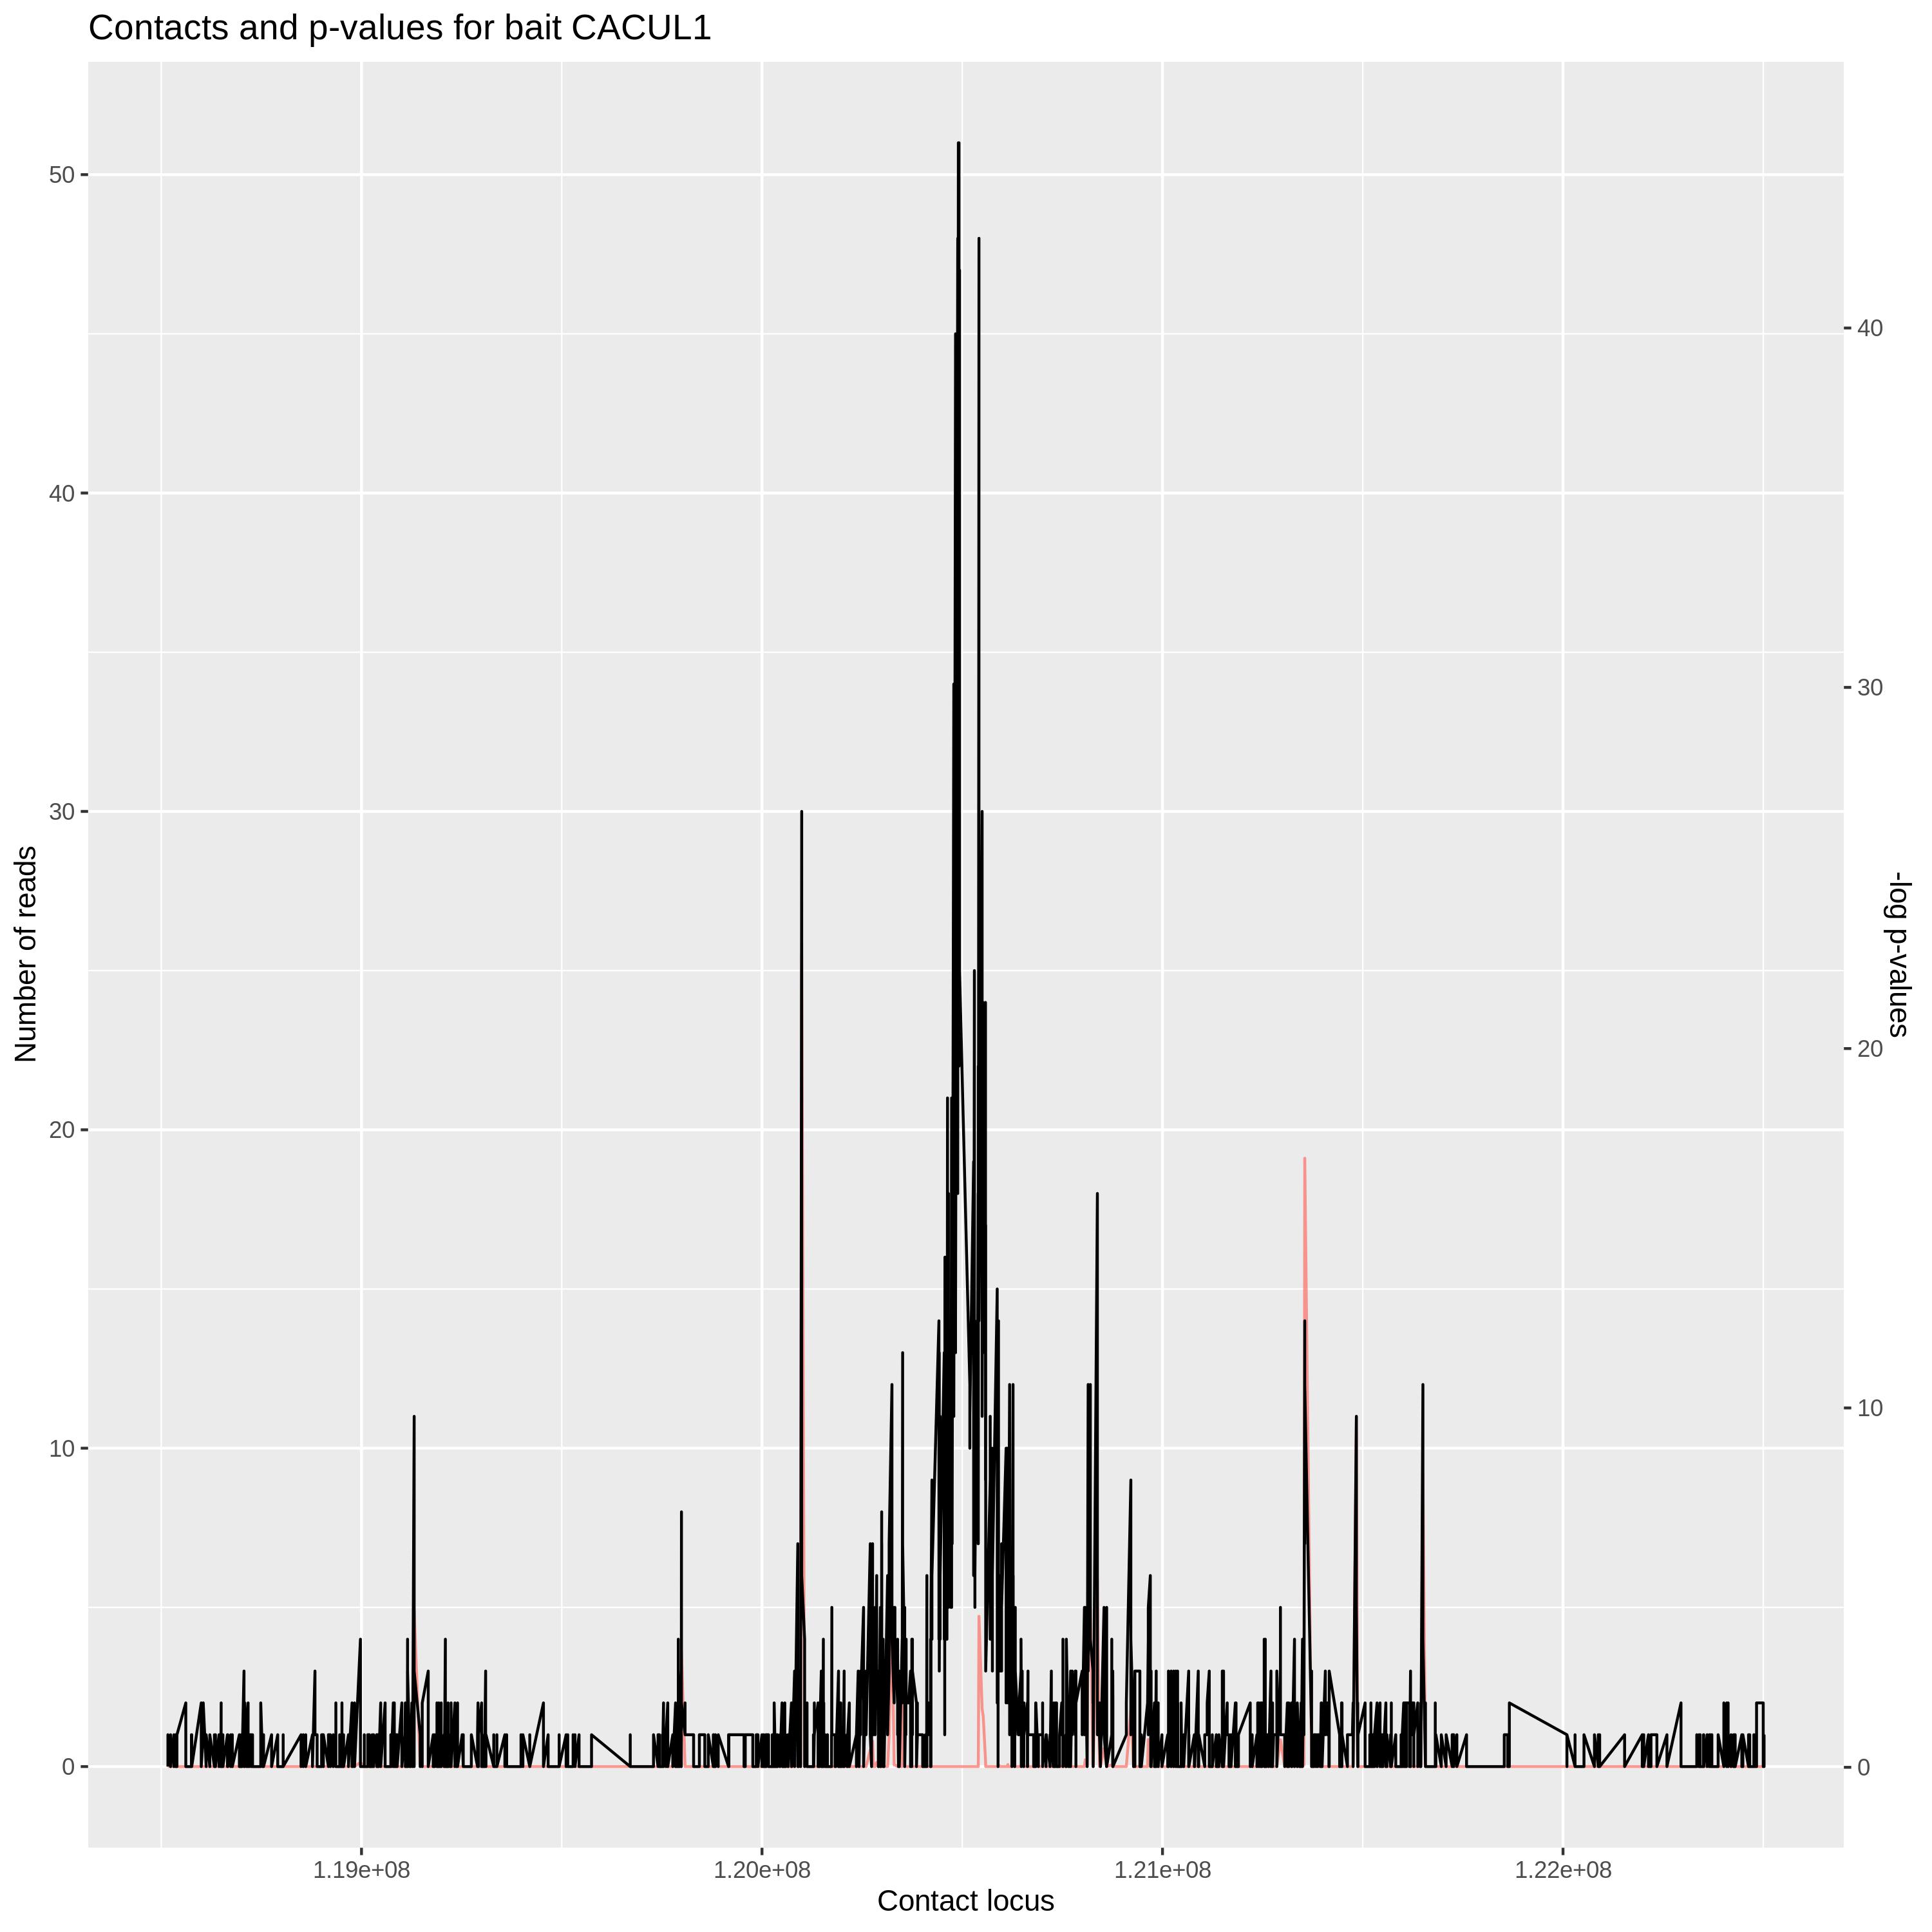 Contacts and p-values for bait CACUL1
50
40
30
20
10
0
Number of reads
40
30
20
10
0
-log p-values
1.19e+08
1.20e+08
1.21e+08
1.22e+08
Contact locus